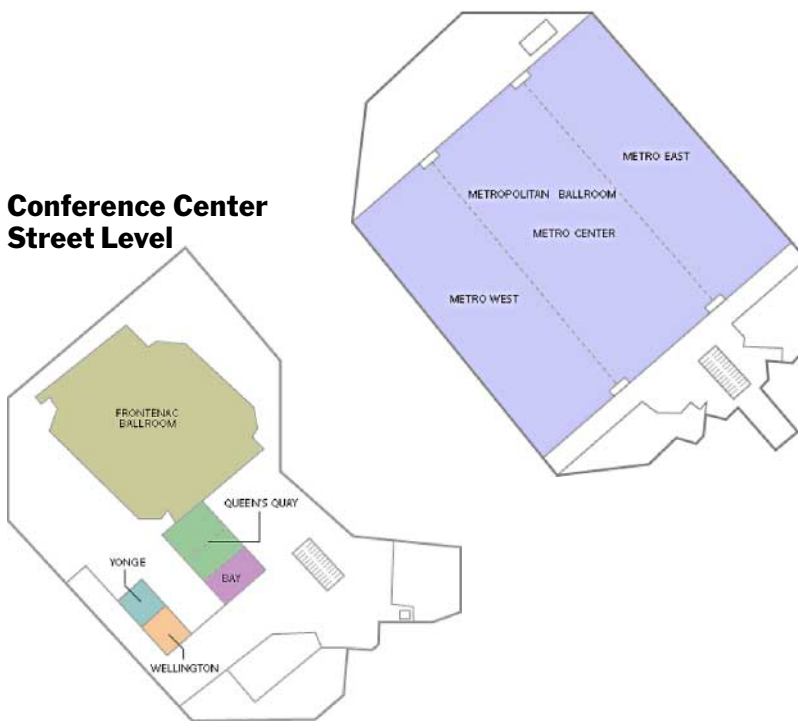 Conference Center
Street Level
METRO EAST
METROPOLITAN BALLROOM
METRO CENTER
METRO WEST
FRONTENAC
BALLROOM
QUEEN'S QUAY
YONGE
BAY
WELLINGTON